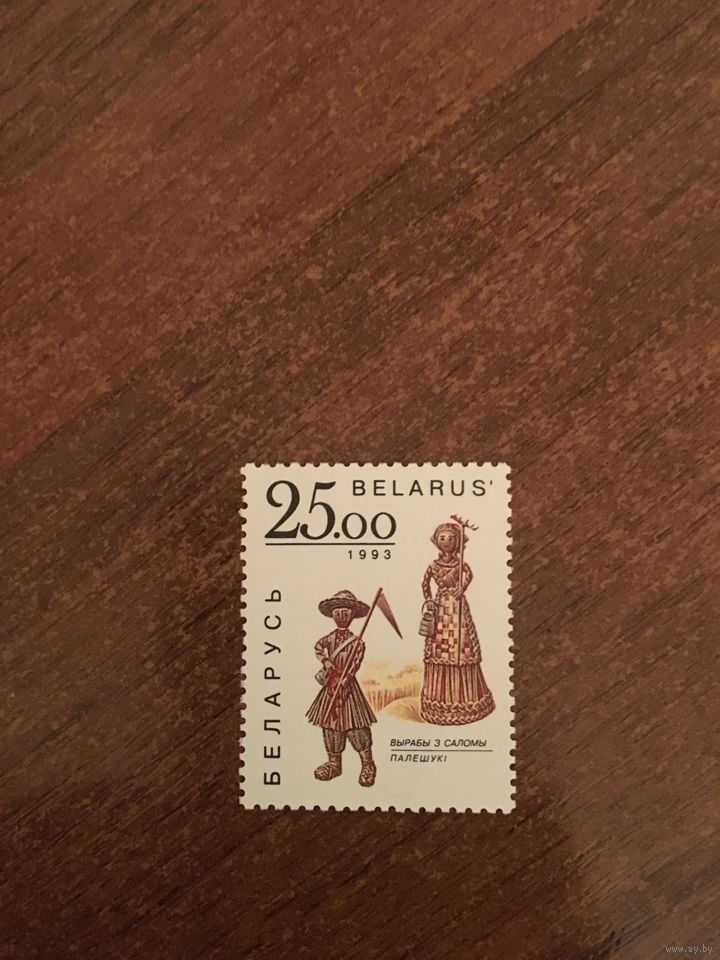 25.00
BELARUS'
1993
БЕЛАРУСЬ
ВЫРАБЫ З САЛОМЫ
ПАЛЕШУКІ
www.ay.by